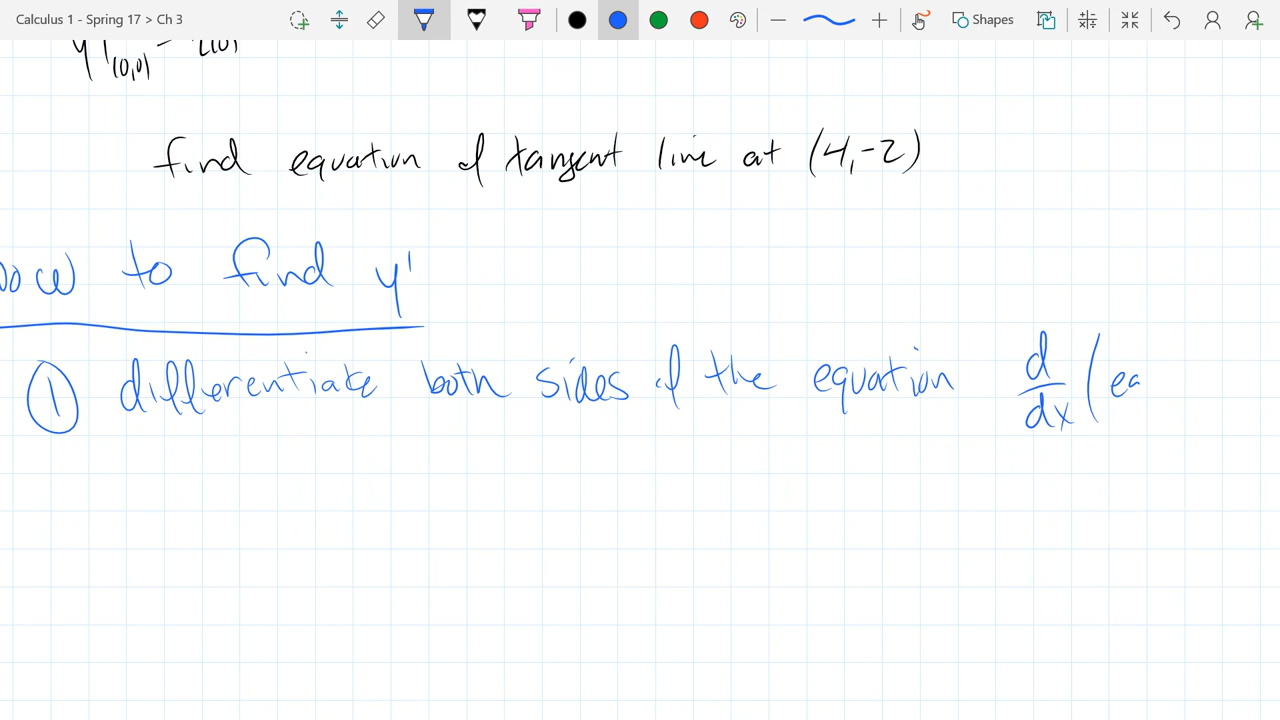 Calculus 1 - Spring 17 > Ch 3
Shapes
find equation of tangent line at (4,-2)
to find y'
① differentiate both sides of the equation d/dx (ea